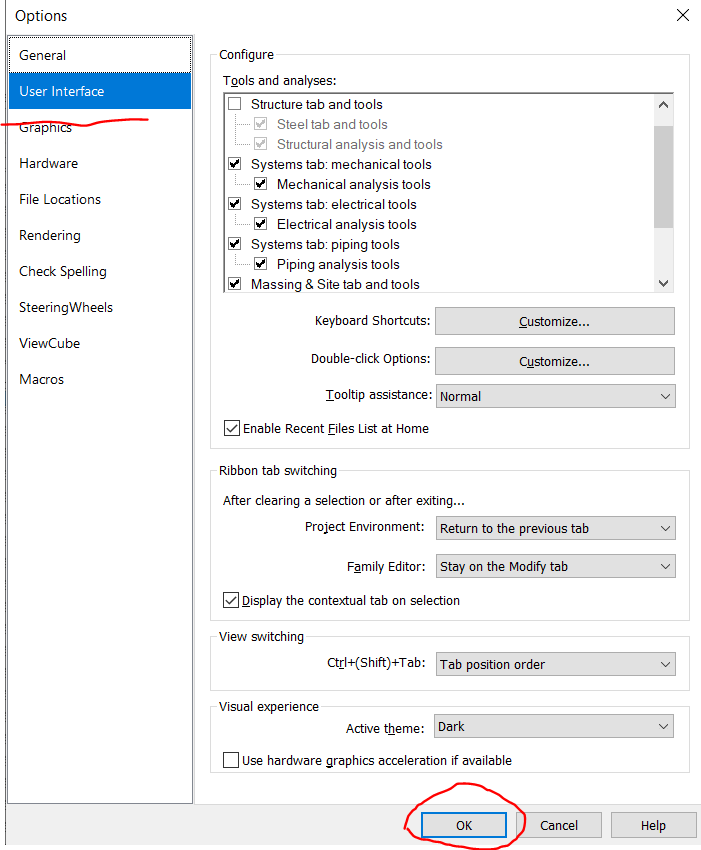 Options
General
User Interface
Graphics
Hardware
File Locations
Rendering
Check Spelling
SteeringWheels
ViewCube
Macros
Configure
Tools and analyses:
Structure tab and tools
Steel tab and tools
Structural analysis and tools
Systems tab: mechanical tools
Mechanical analysis tools
Systems tab: electrical tools
Electrical analysis tools
Systems tab: piping tools
Piping analysis tools
Massing & Site tab and tools
Keyboard Shortcuts: Customize...
Double-click Options: Customize...
Tooltip assistance: Normal
Enable Recent Files List at Home
Ribbon tab switching
After clearing a selection or after exiting...
Project Environment: Return to the previous tab
Family Editor: Stay on the Modify tab
Display the contextual tab on selection
View switching
Ctrl+(Shift)+Tab: Tab position order
Visual experience
Active theme: Dark
Use hardware graphics acceleration if available
OK Cancel Help